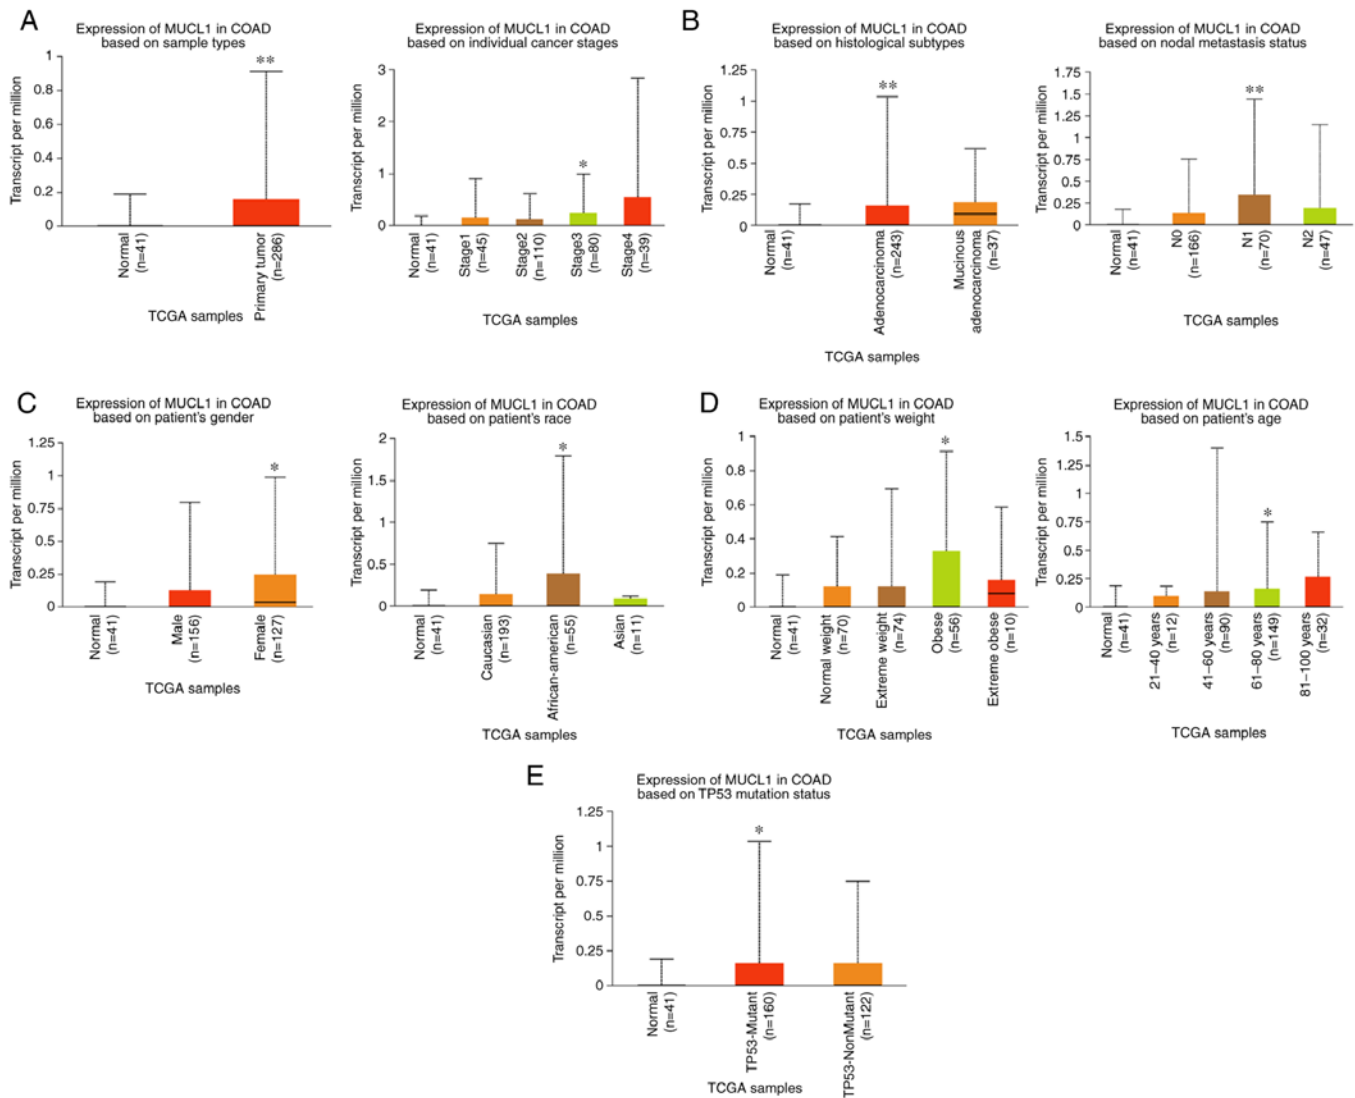 A
Expression of MUCL1 in COAD
based on sample types
Transcript per million
1
0.8
0.6
0.4
0.2
0
**
Normal
(n=41)
Primary tumor
(n=286)
TCGA samples
Expression of MUCL1 in COAD
based on individual cancer stages
Transcript per million
3
2
1
0
*
Normal
(n=41)
Stage1
(n=45)
Stage2
(n=110)
Stage3
(n=80)
Stage4
(n=39)
TCGA samples
B
Expression of MUCL1 in COAD
based on histological subtypes
Transcript per million
1.25
1
0.75
0.5
0.25
0
**
Normal
(n=41)
Adenocarcinoma
(n=243)
Mucinous
adenocarcinoma
(n=37)
TCGA samples
Expression of MUCL1 in COAD
based on nodal metastasis status
Transcript per million
1.75
1.5
1.25
1
0.75
0.5
0.25
0
**
Normal
(n=41)
N0
(n=166)
N1
(n=70)
N2
(n=47)
TCGA samples
C
Expression of MUCL1 in COAD
based on patient's gender
Transcript per million
1.25
1
0.75
0.5
0.25
0
*
Normal
(n=41)
Male
(n=156)
Female
(n=127)
TCGA samples
Expression of MUCL1 in COAD
based on patient's race
Transcript per million
2
1.5
1
0.5
0
*
Normal
(n=41)
Caucasian
(n=193)
African-american
(n=55)
Asian
(n=11)
TCGA samples
D
Expression of MUCL1 in COAD
based on patient's weight
Transcript per million
1
0.8
0.6
0.4
0.2
0
*
Normal
(n=41)
Normal weight
(n=70)
Extreme weight
(n=74)
Obese
(n=56)
Extreme obese
(n=10)
TCGA samples
Expression of MUCL1 in COAD
based on patient's age
Transcript per million
1.5
1.25
1
0.75
0.5
0.25
0
*
Normal
(n=41)
21–40 years
(n=12)
41–60 years
(n=90)
61–80 years
(n=149)
81–100 years
(n=32)
TCGA samples
E
Expression of MUCL1 in COAD
based on TP53 mutation status
Transcript per million
1.25
1
0.75
0.5
0.25
0
*
Normal
(n=41)
TP53-Mutant
(n=160)
TP53-NonMutant
(n=122)
TCGA samples